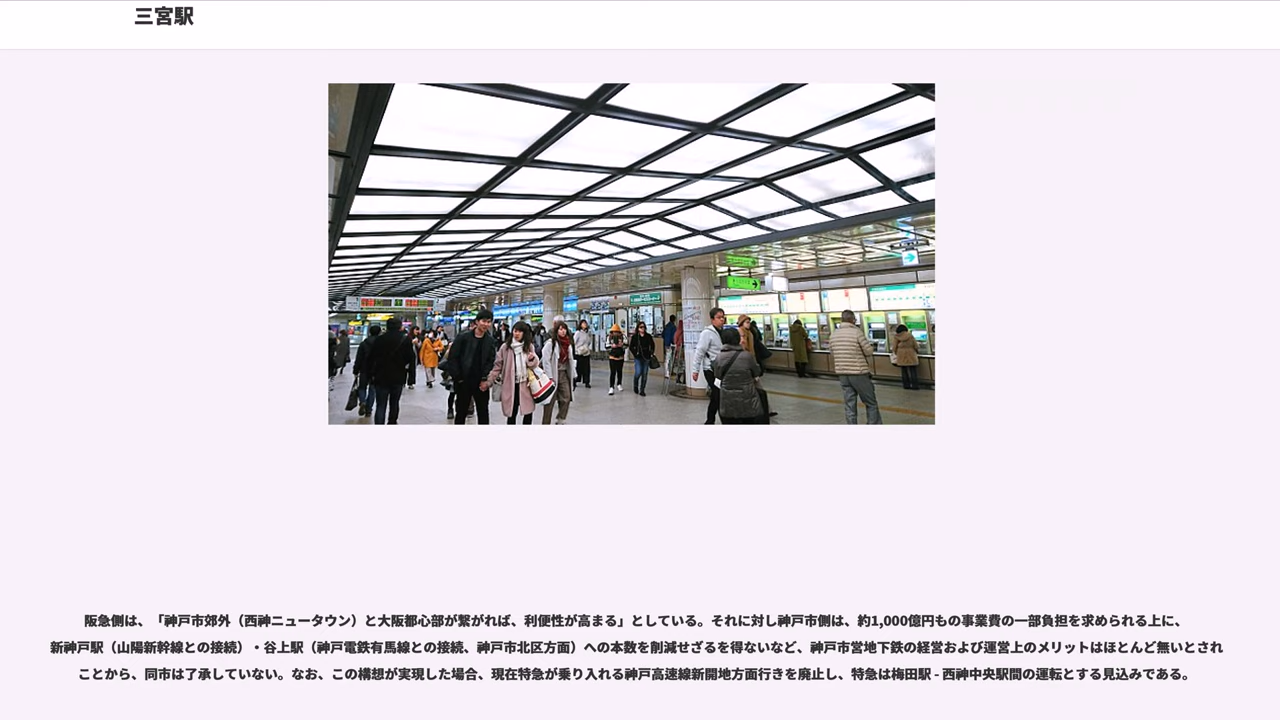 三宮駅
阪急側は、「神戸市郊外（西神ニュータウン）と大阪都心部が繋がれば、利便性が高まる」としている。それに対し神戸市側は、約1,000億円もの事業費の一部負担を求められる上に、
新神戸駅（山陽新幹線との接続）・谷上駅（神戸電鉄有馬線との接続、神戸市北区方面）への本数を削減せざるを得ないなど、神戸市営地下鉄の経営および運営上のメリットはほとんど無いとされ
ことから、同市は了承していない。なお、この構想が実現した場合、現在特急が乗り入れる神戸高速線新開地方面行きを廃止し、特急は梅田駅 - 西神中央駅間の運転とする見込みである。